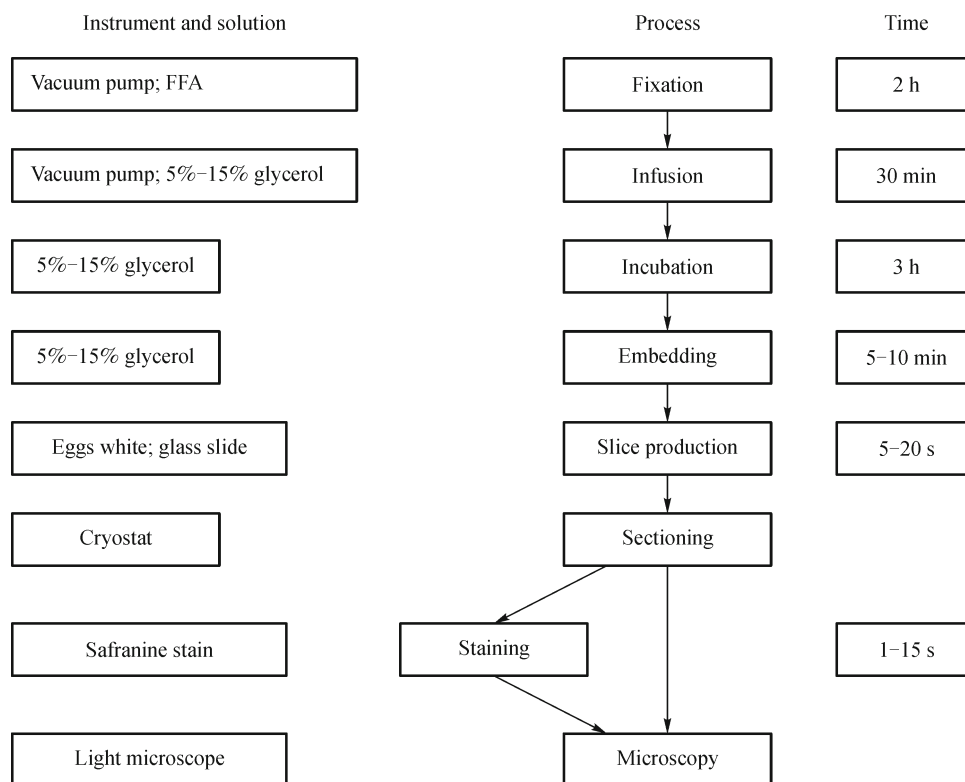 Instrument and solution Process Time
Vacuum pump; FFA Fixation 2 h
Vacuum pump; 5%−15% glycerol Infusion 30 min
5%−15% glycerol Incubation 3 h
5%−15% glycerol Embedding 5−10 min
Eggs white; glass slide Slice production 5−20 s
Cryostat Sectioning
Safranine stain Staining 1−15 s
Light microscope Microscopy